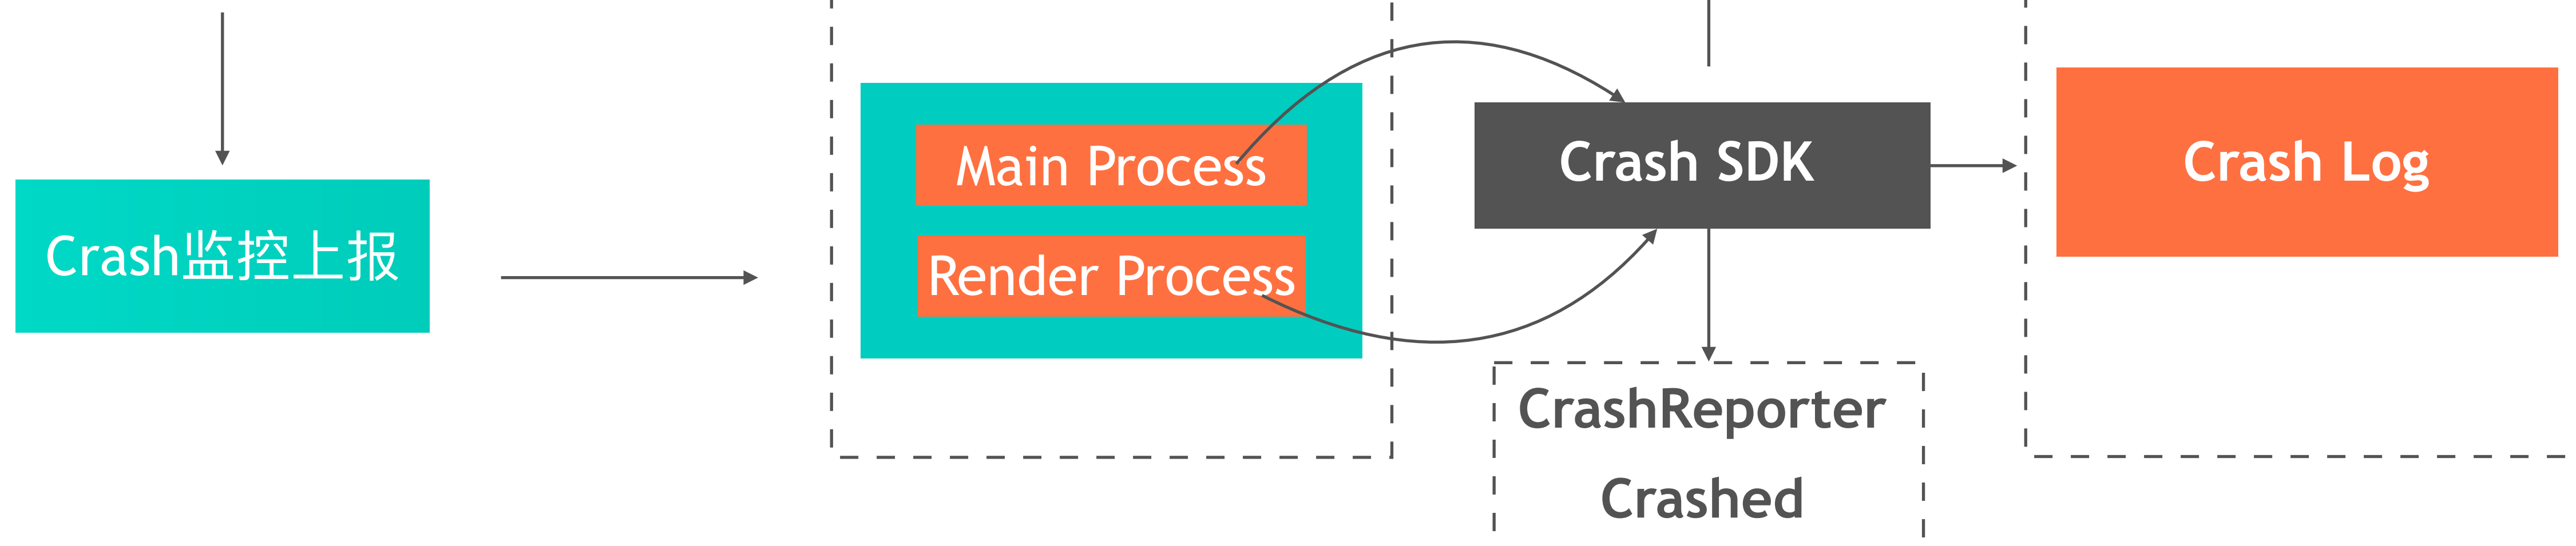 Crash监控上报
Main Process
Render Process
Crash SDK
CrashReporter
Crashed
Crash Log